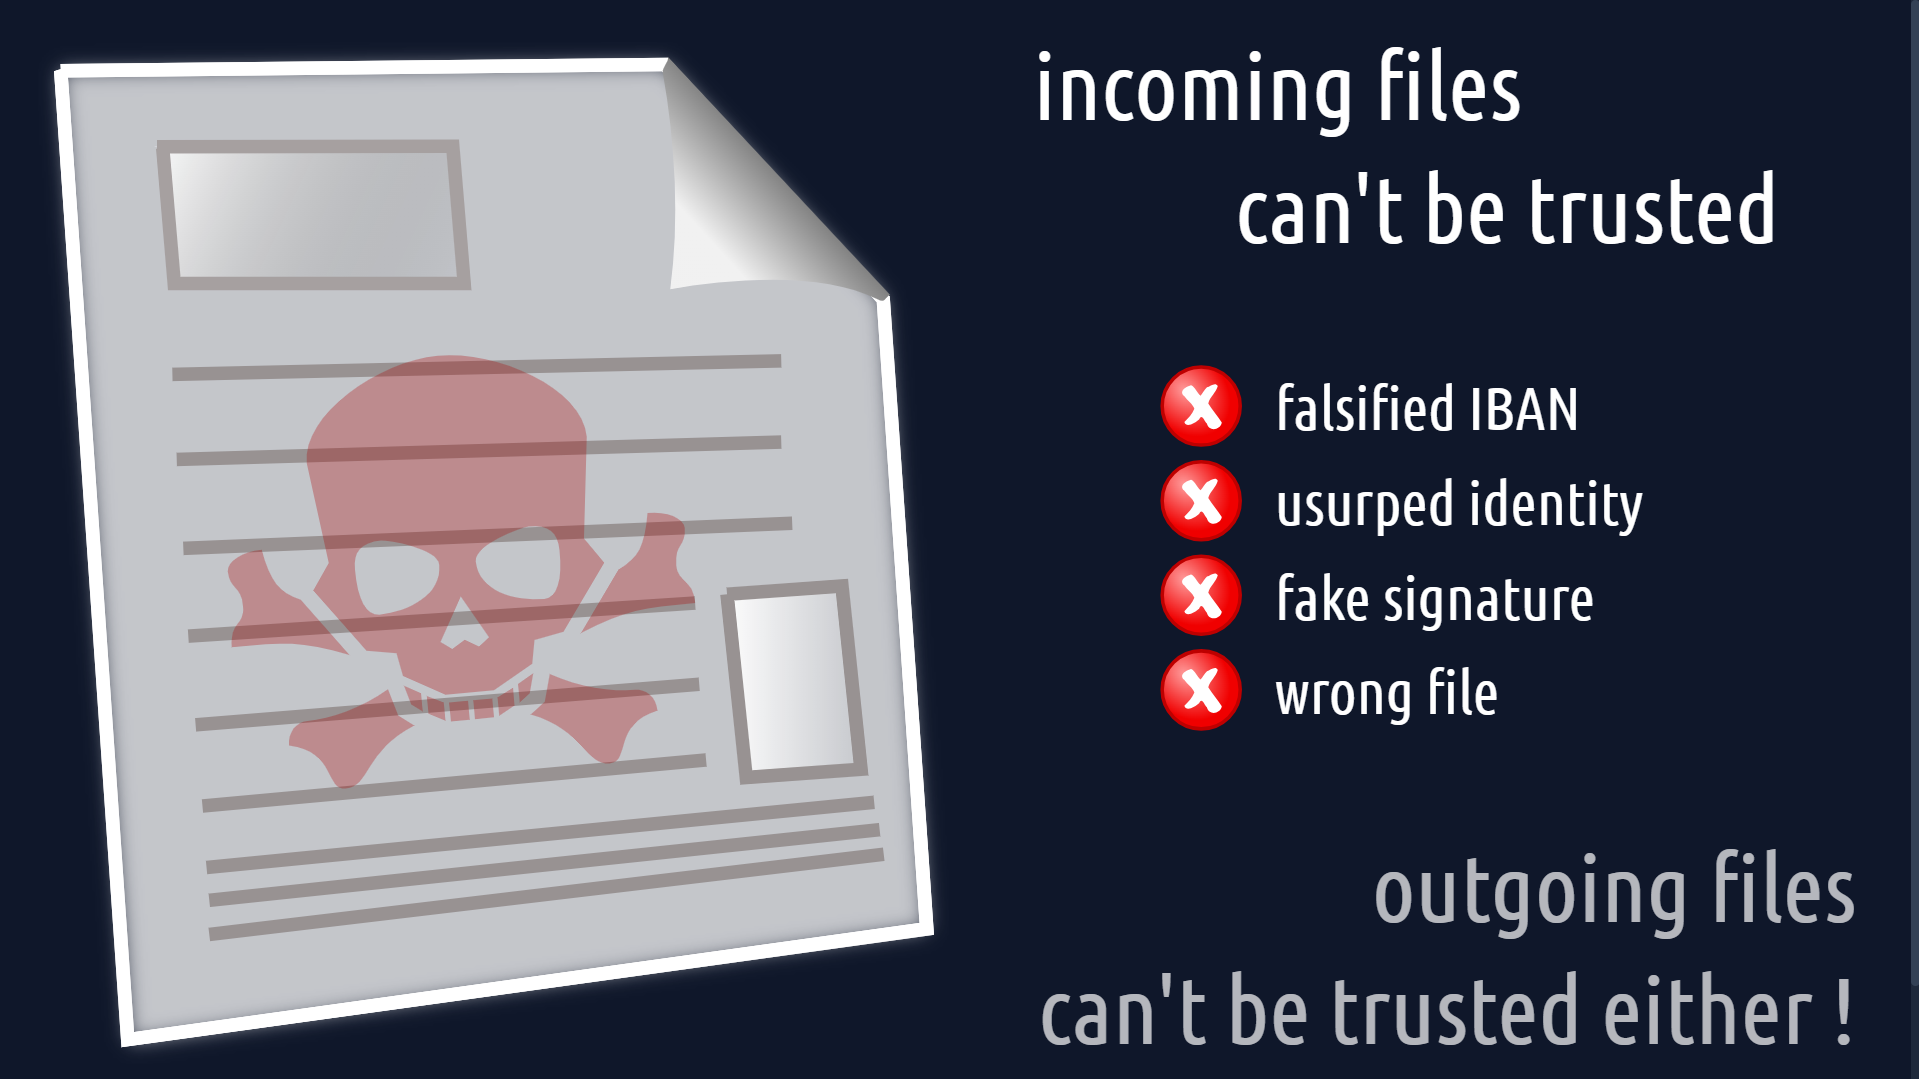 incoming files
can't be trusted
falsified IBAN
usurped identity
fake signature
wrong file
outgoing files
can't be trusted either !